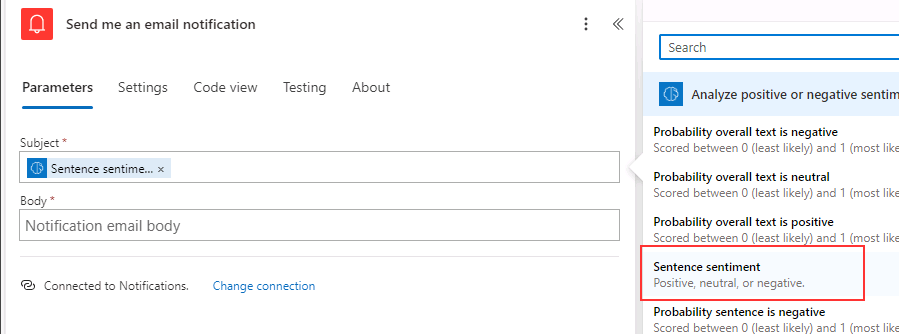 Send me an email notification
Parameters
Settings
Code view
Testing
About
Subject *
Sentence sentime... ×
Body *
Notification email body
Connected to Notifications.
Change connection
Search
Analyze positive or negative sentim
Probability overall text is negative
Scored between 0 (least likely) and 1 (most like
Probability overall text is neutral
Scored between 0 (least likely) and 1 (most like
Probability overall text is positive
Scored between 0 (least likely) and 1 (most like
Sentence sentiment
Positive, neutral, or negative.
Probability sentence is negative
Scored between 0 (least likely) and 1 (most like